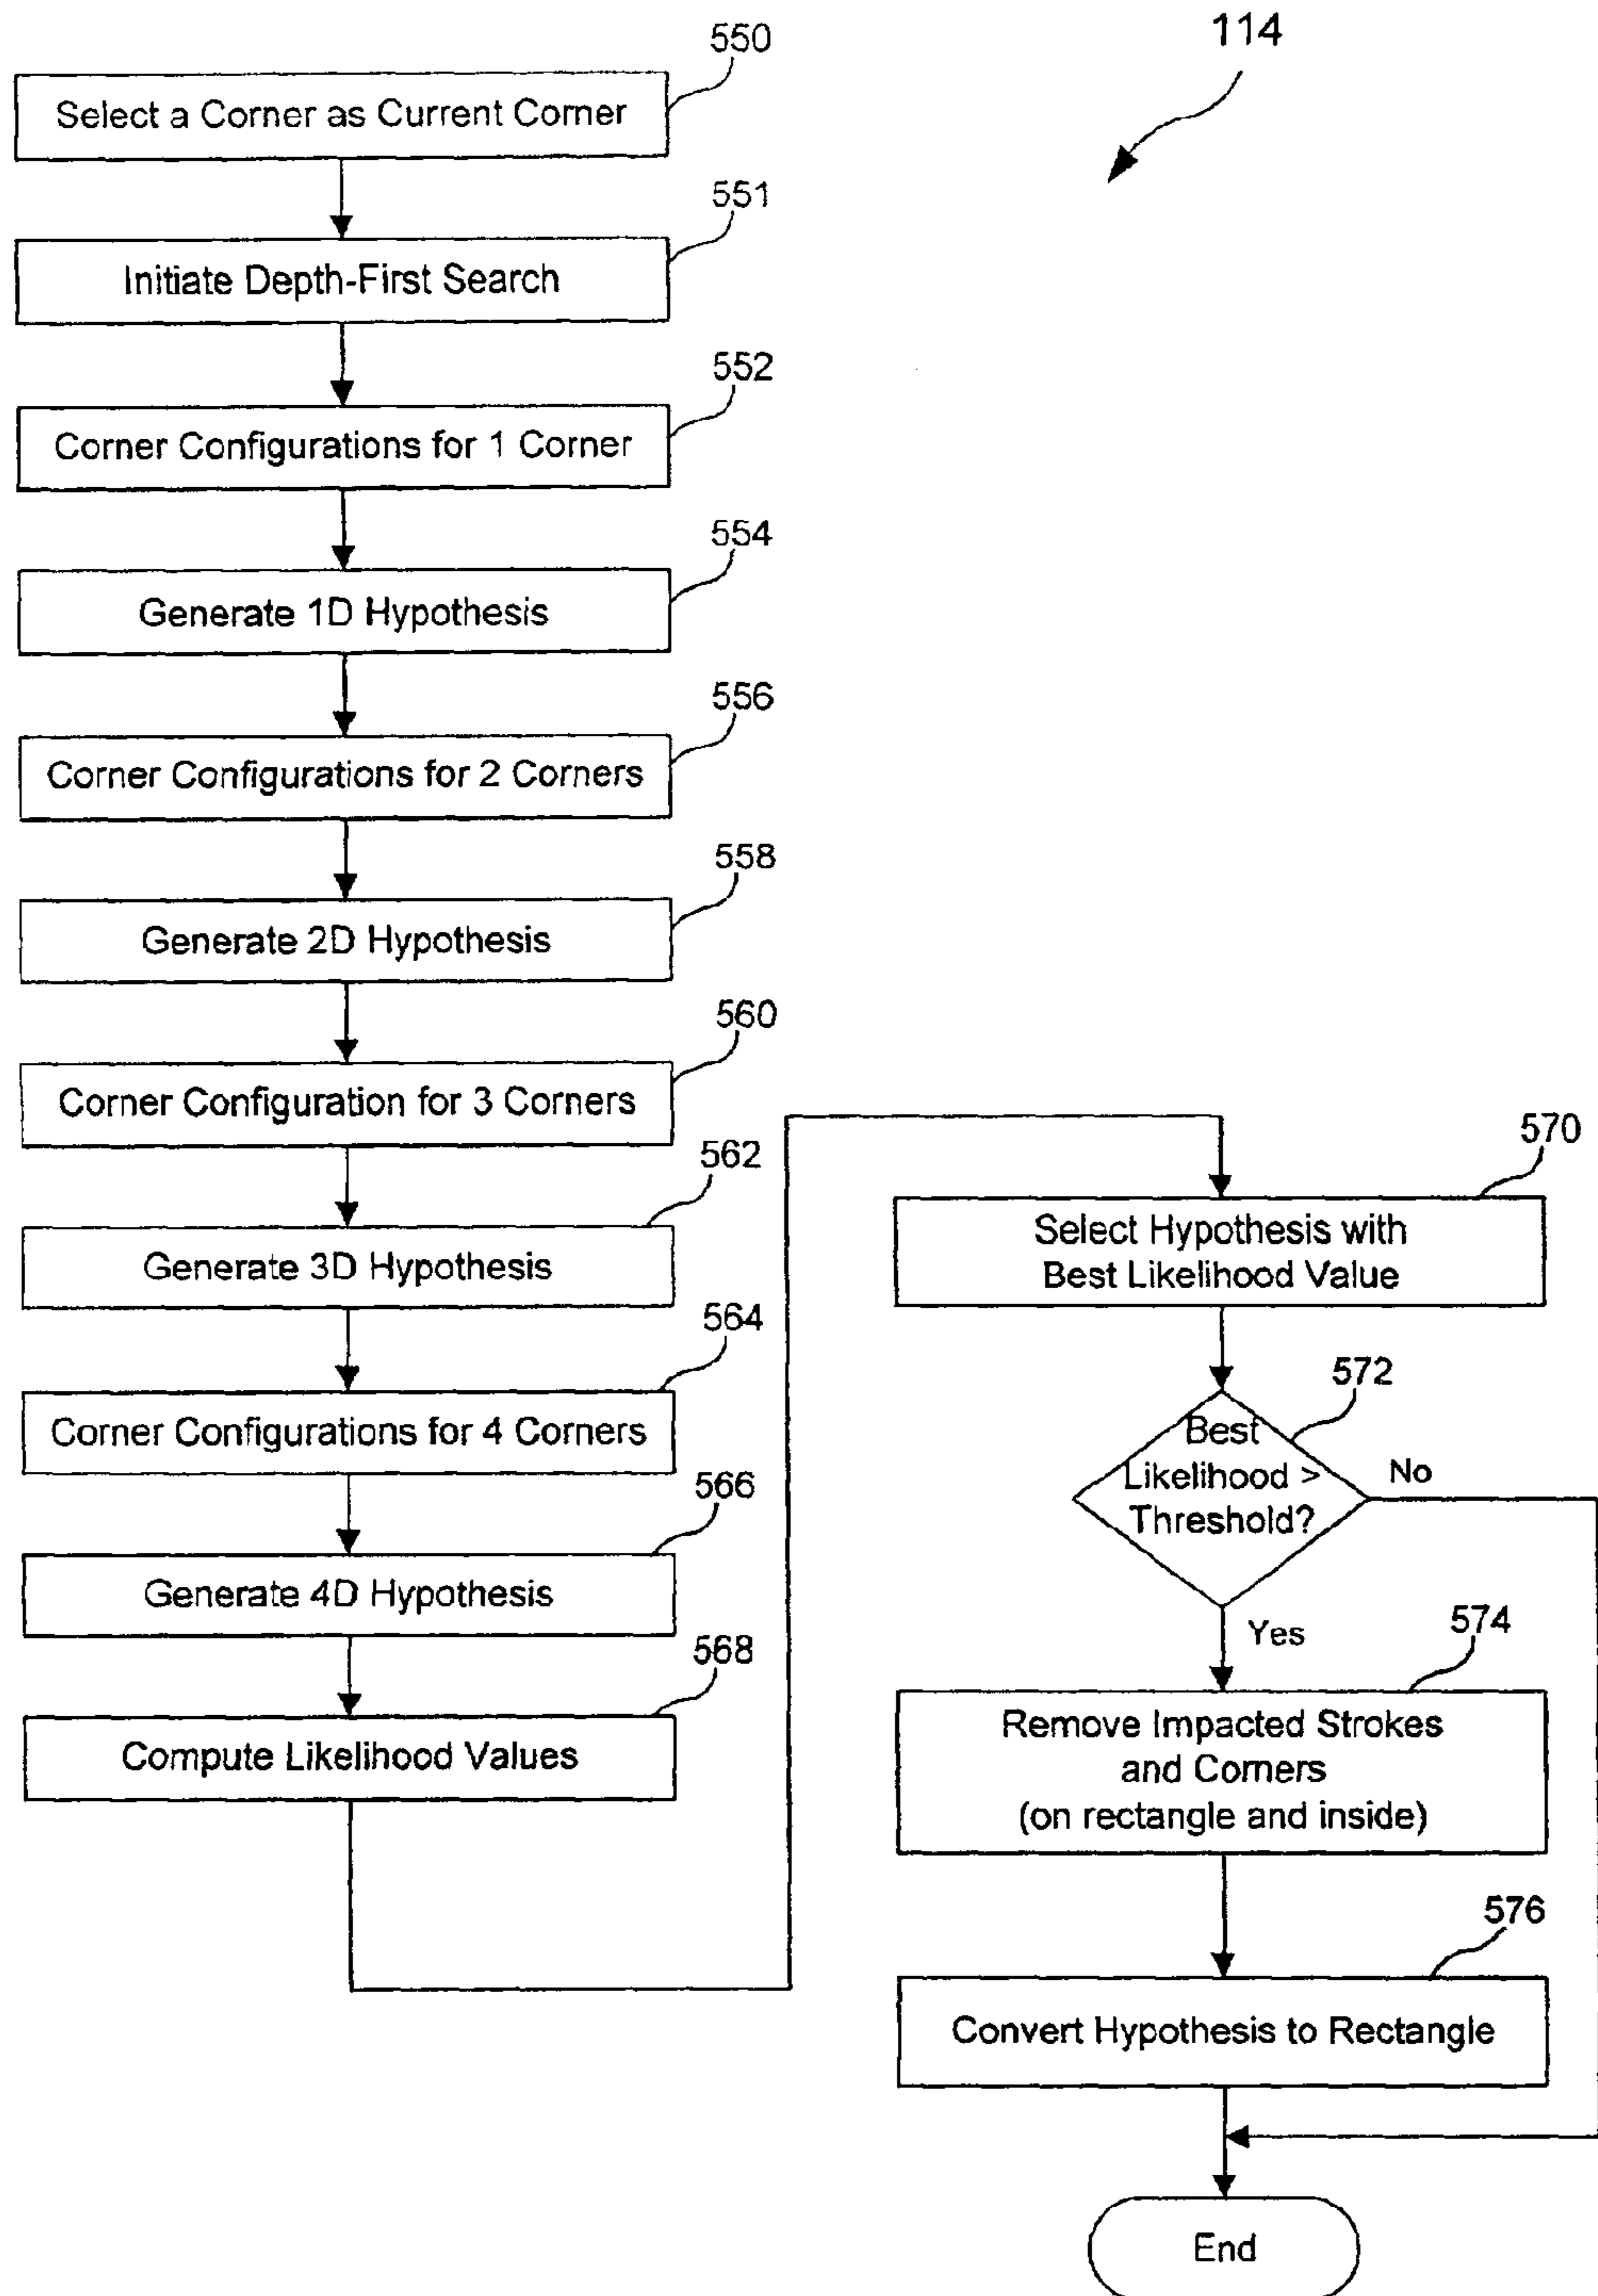 114
550
Select a Corner as Current Corner
551
Initiate Depth-First Search
552
Corner Configurations for 1 Corner
554
Generate 1D Hypothesis
556
Corner Configurations for 2 Corners
558
Generate 2D Hypothesis
560
Corner Configuration for 3 Corners
562
Generate 3D Hypothesis
564
Corner Configurations for 4 Corners
566
Generate 4D Hypothesis
568
Compute Likelihood Values
570
Select Hypothesis with
Best Likelihood Value
572
Best
Likelihood >
Threshold?
No
Yes
574
Remove Impacted Strokes
and Corners
(on rectangle and inside)
576
Convert Hypothesis to Rectangle
End